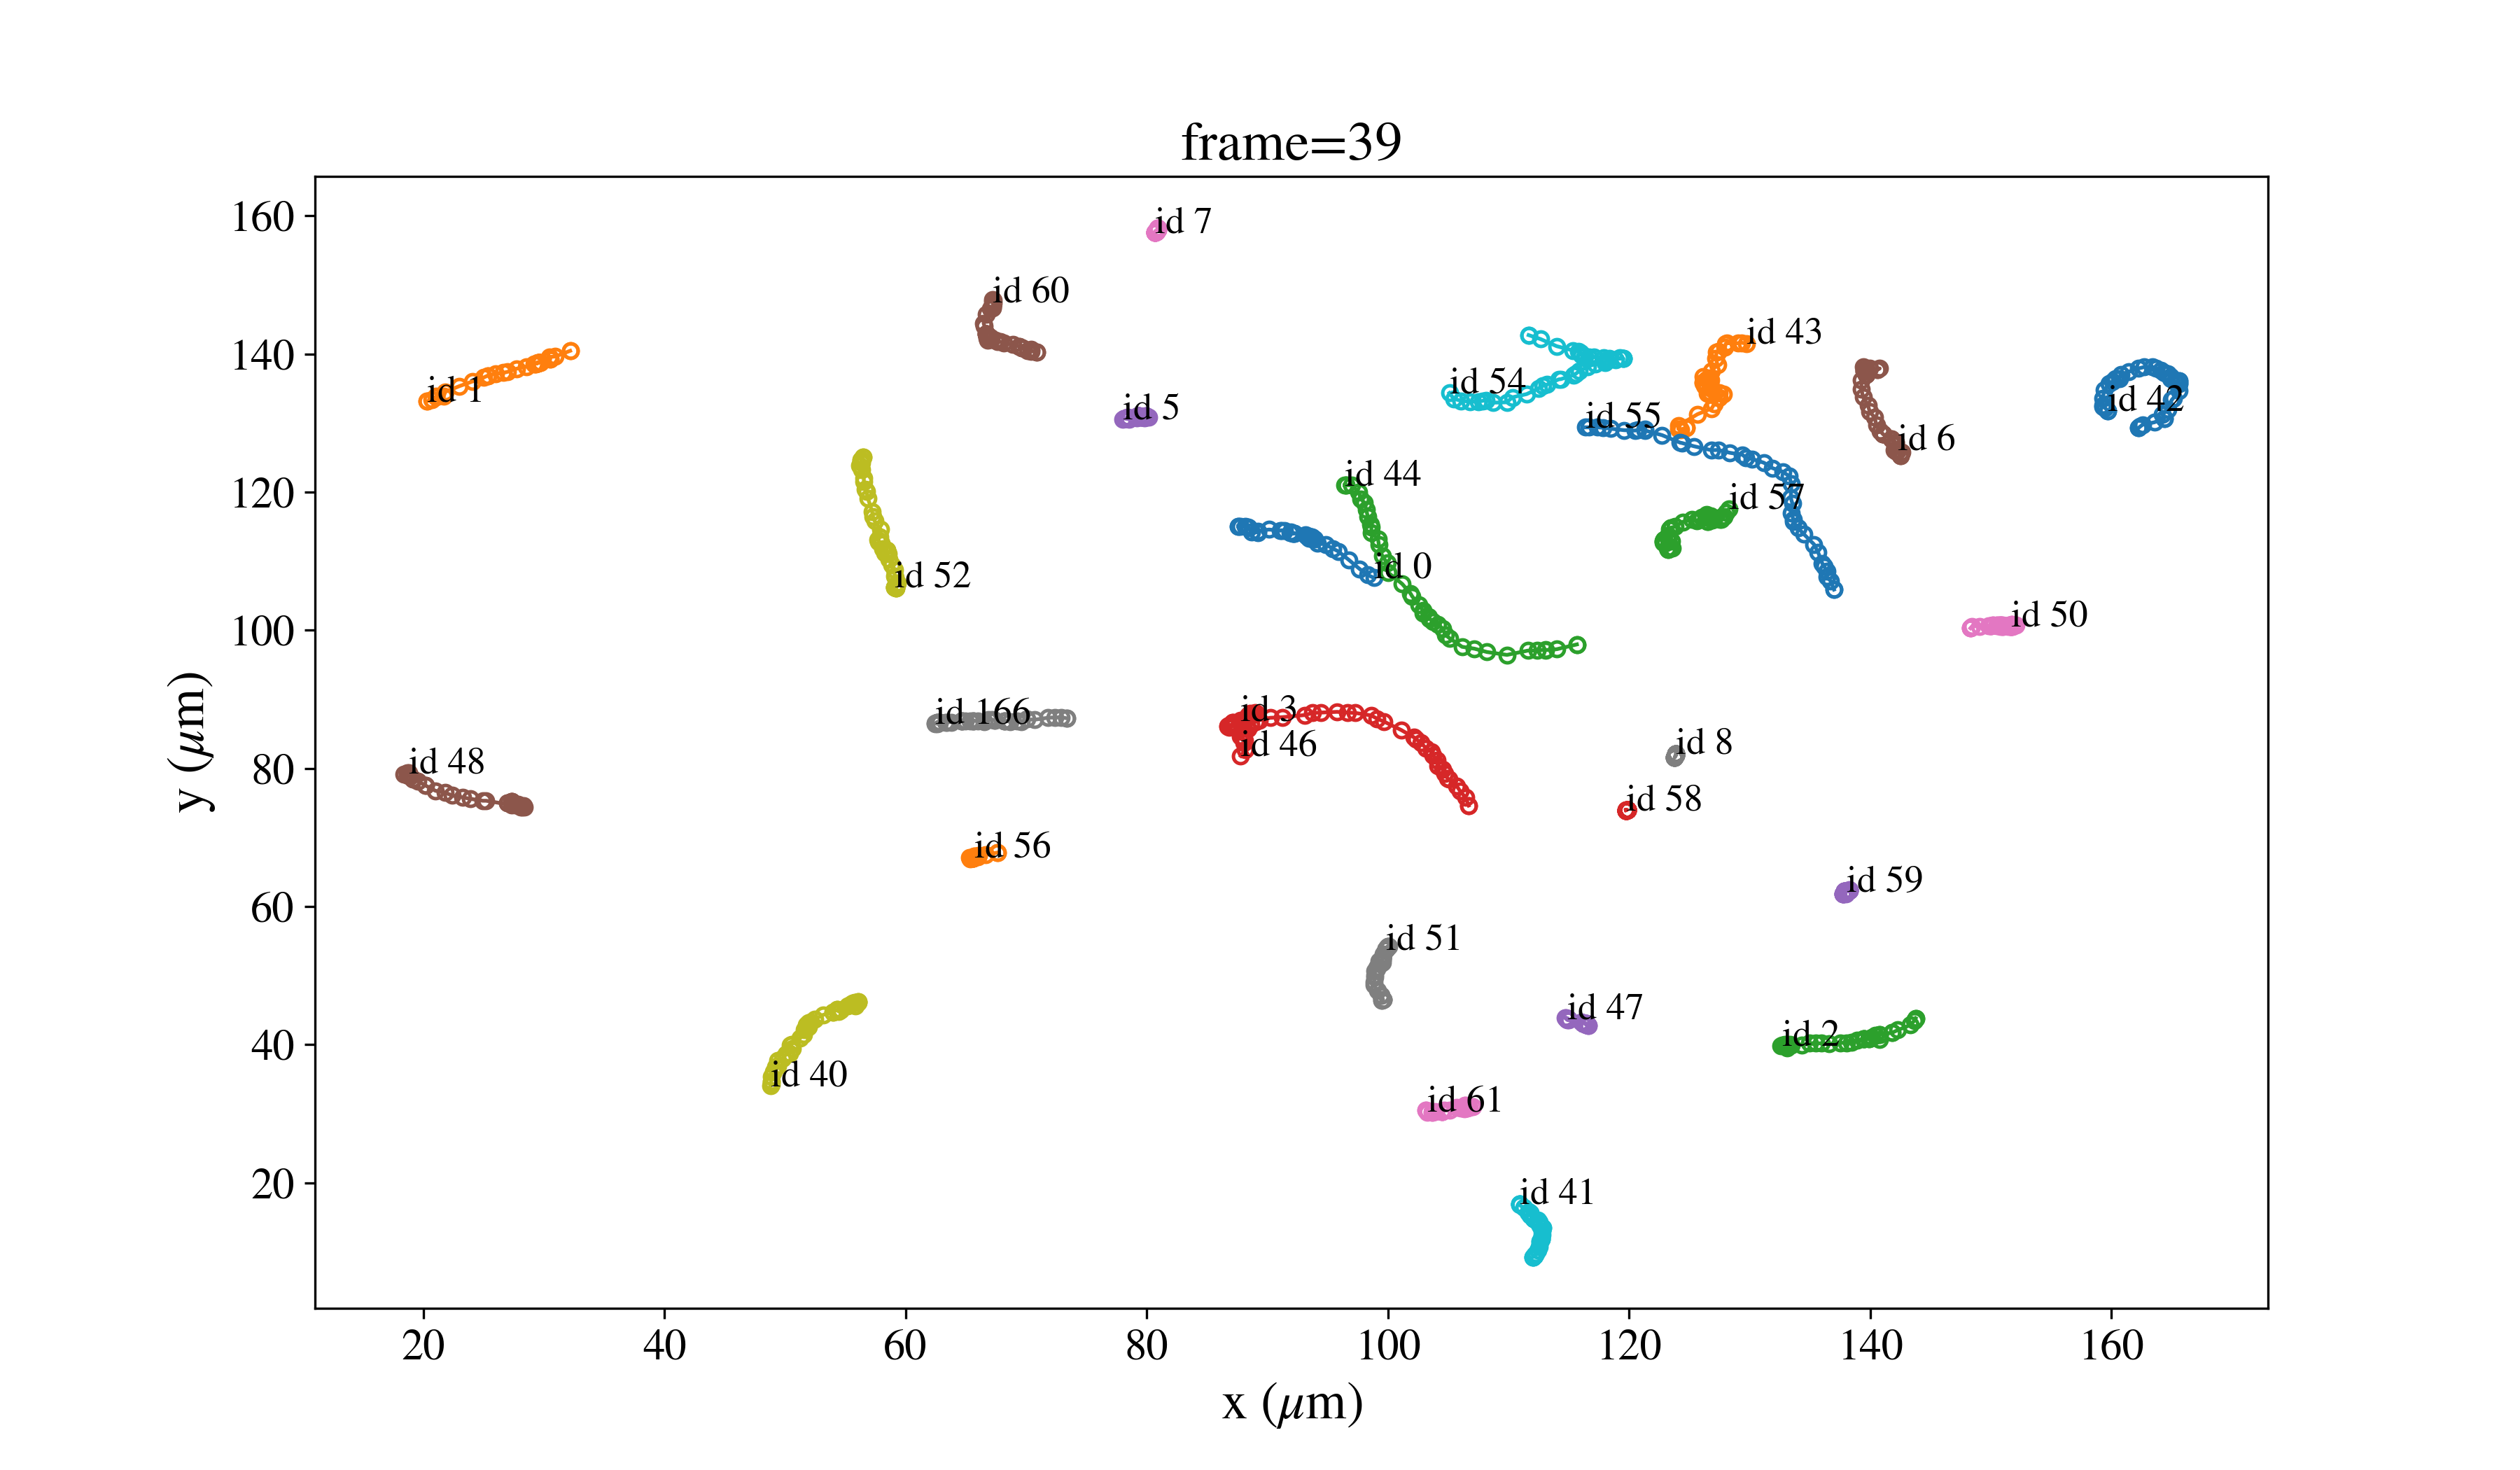 frame=39
y (μm)
160
140
120
100
80
60
40
20
id 7
id 60
id 43
id 1
id 54
id 42
id 5
id 55
id 6
id 44
id 57
id 0
id 52
id 50
id 3
id 166
id 46
id 8
id 48
id 58
id 56
id 59
id 51
id 47
id 2
id 40
id 61
id 41
20 40 60 80 100 120 140 160
x (μm)